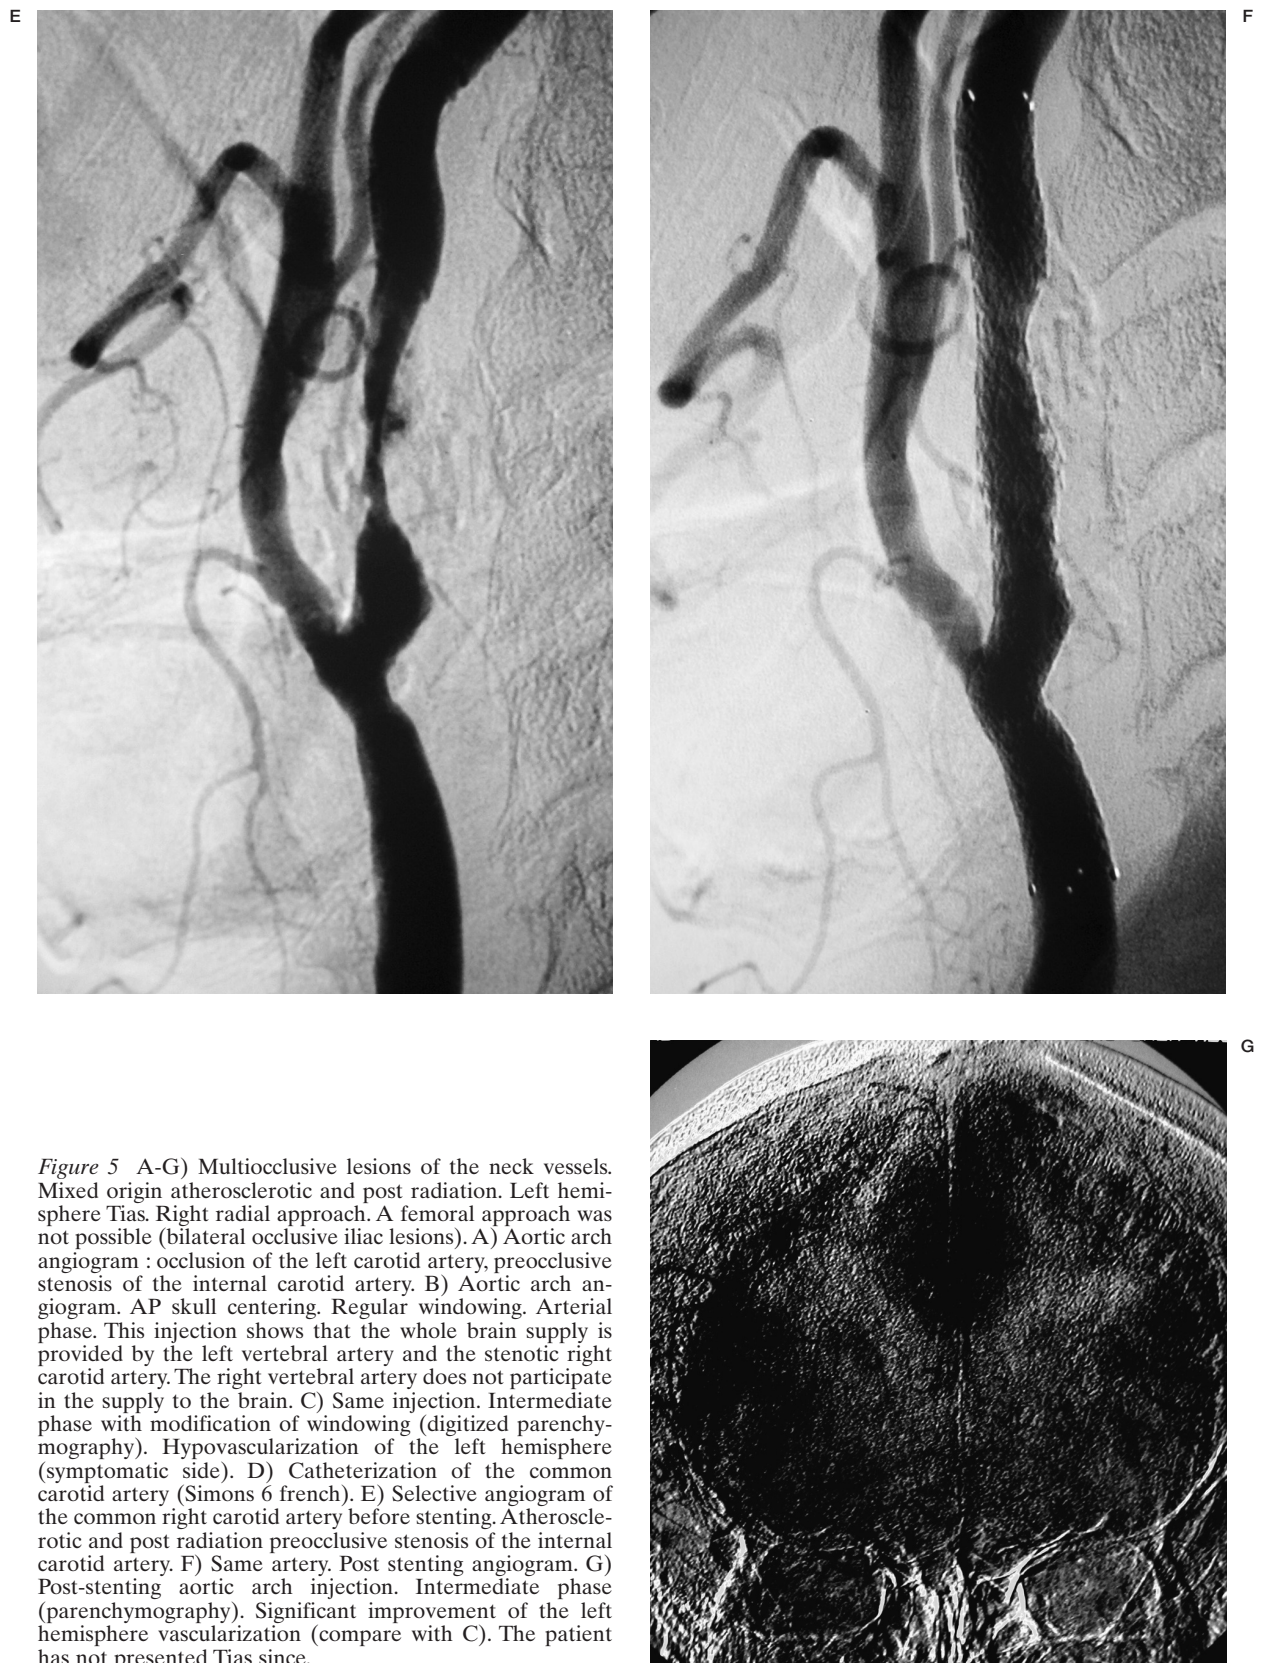 E
F
G
Figure 5 A-G) Multiocclusive lesions of the neck vessels.
Mixed origin atherosclerotic and post radiation. Left hemi-
sphere Tias. Right radial approach. A femoral approach was
not possible (bilateral occlusive iliac lesions). A) Aortic arch
angiogram : occlusion of the left carotid artery, preocclusive
stenosis of the internal carotid artery. B) Aortic arch an-
giogram. AP skull centering. Regular windowing. Arterial
phase. This injection shows that the whole brain supply is
provided by the left vertebral artery and the stenotic right
carotid artery. The right vertebral artery does not participate
in the supply to the brain. C) Same injection. Intermediate
phase with modification of windowing (digitized parenchy-
mography). Hypovascularization of the left hemisphere
(symptomatic side). D) Catheterization of the common
carotid artery (Simons 6 french). E) Selective angiogram of
the common right carotid artery before stenting. Atheroscle-
rotic and post radiation preocclusive stenosis of the internal
carotid artery. F) Same artery. Post stenting angiogram. G)
Post-stenting aortic arch injection. Intermediate phase
(parenchymography). Significant improvement of the left
hemisphere vascularization (compare with C). The patient
has not presented Tias since.